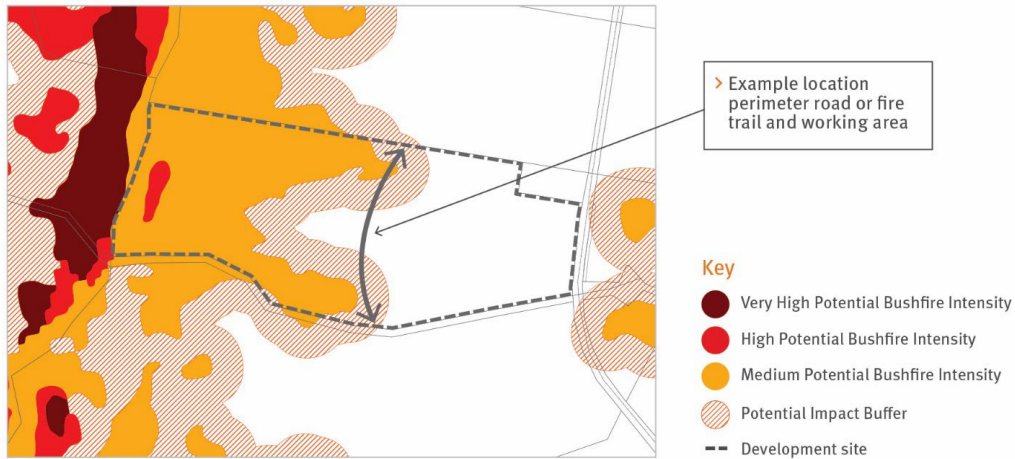 > Example location
perimeter road or fire
trail and working area
Key
Very High Potential Bushfire Intensity
High Potential Bushfire Intensity
Medium Potential Bushfire Intensity
Potential Impact Buffer
Development site